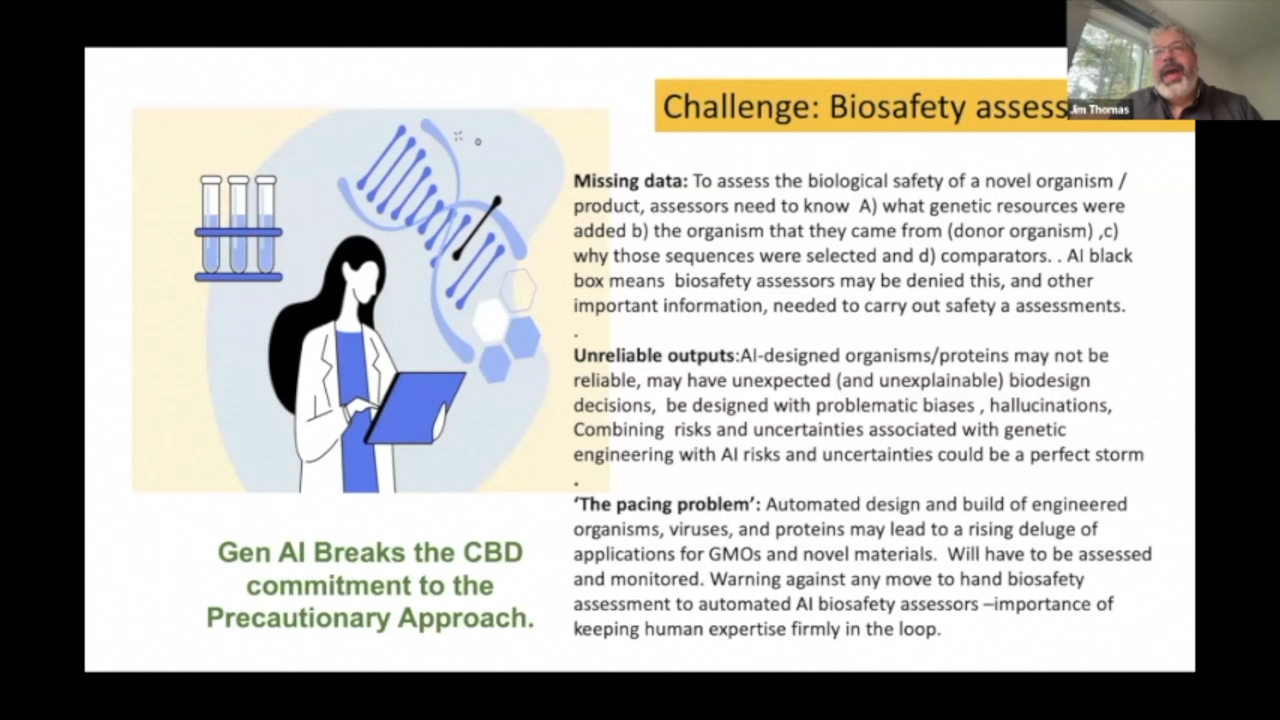 Challenge: Biosafety assess
Jim Thomas
Missing data: To assess the biological safety of a novel organism /
product, assessors need to know  A) what genetic resources were
added b) the organism that they came from (donor organism) ,c)
why those sequences were selected and d) comparators. . AI black
box means  biosafety assessors may be denied this, and other
important information, needed to carry out safety a assessments.
.
Unreliable outputs:AI-designed organisms/proteins may not be
reliable, may have unexpected (and unexplainable) biodesign
decisions,  be designed with problematic biases , hallucinations,
Combining  risks and uncertainties associated with genetic
engineering with AI risks and uncertainties could be a perfect storm
.
‘The pacing problem’: Automated design and build of engineered
organisms, viruses, and proteins may lead to a rising deluge of
applications for GMOs and novel materials.  Will have to be assessed
and monitored. Warning against any move to hand biosafety
assessment to automated AI biosafety assessors –importance of
keeping human expertise firmly in the loop.
Gen AI Breaks the CBD
commitment to the
Precautionary Approach.